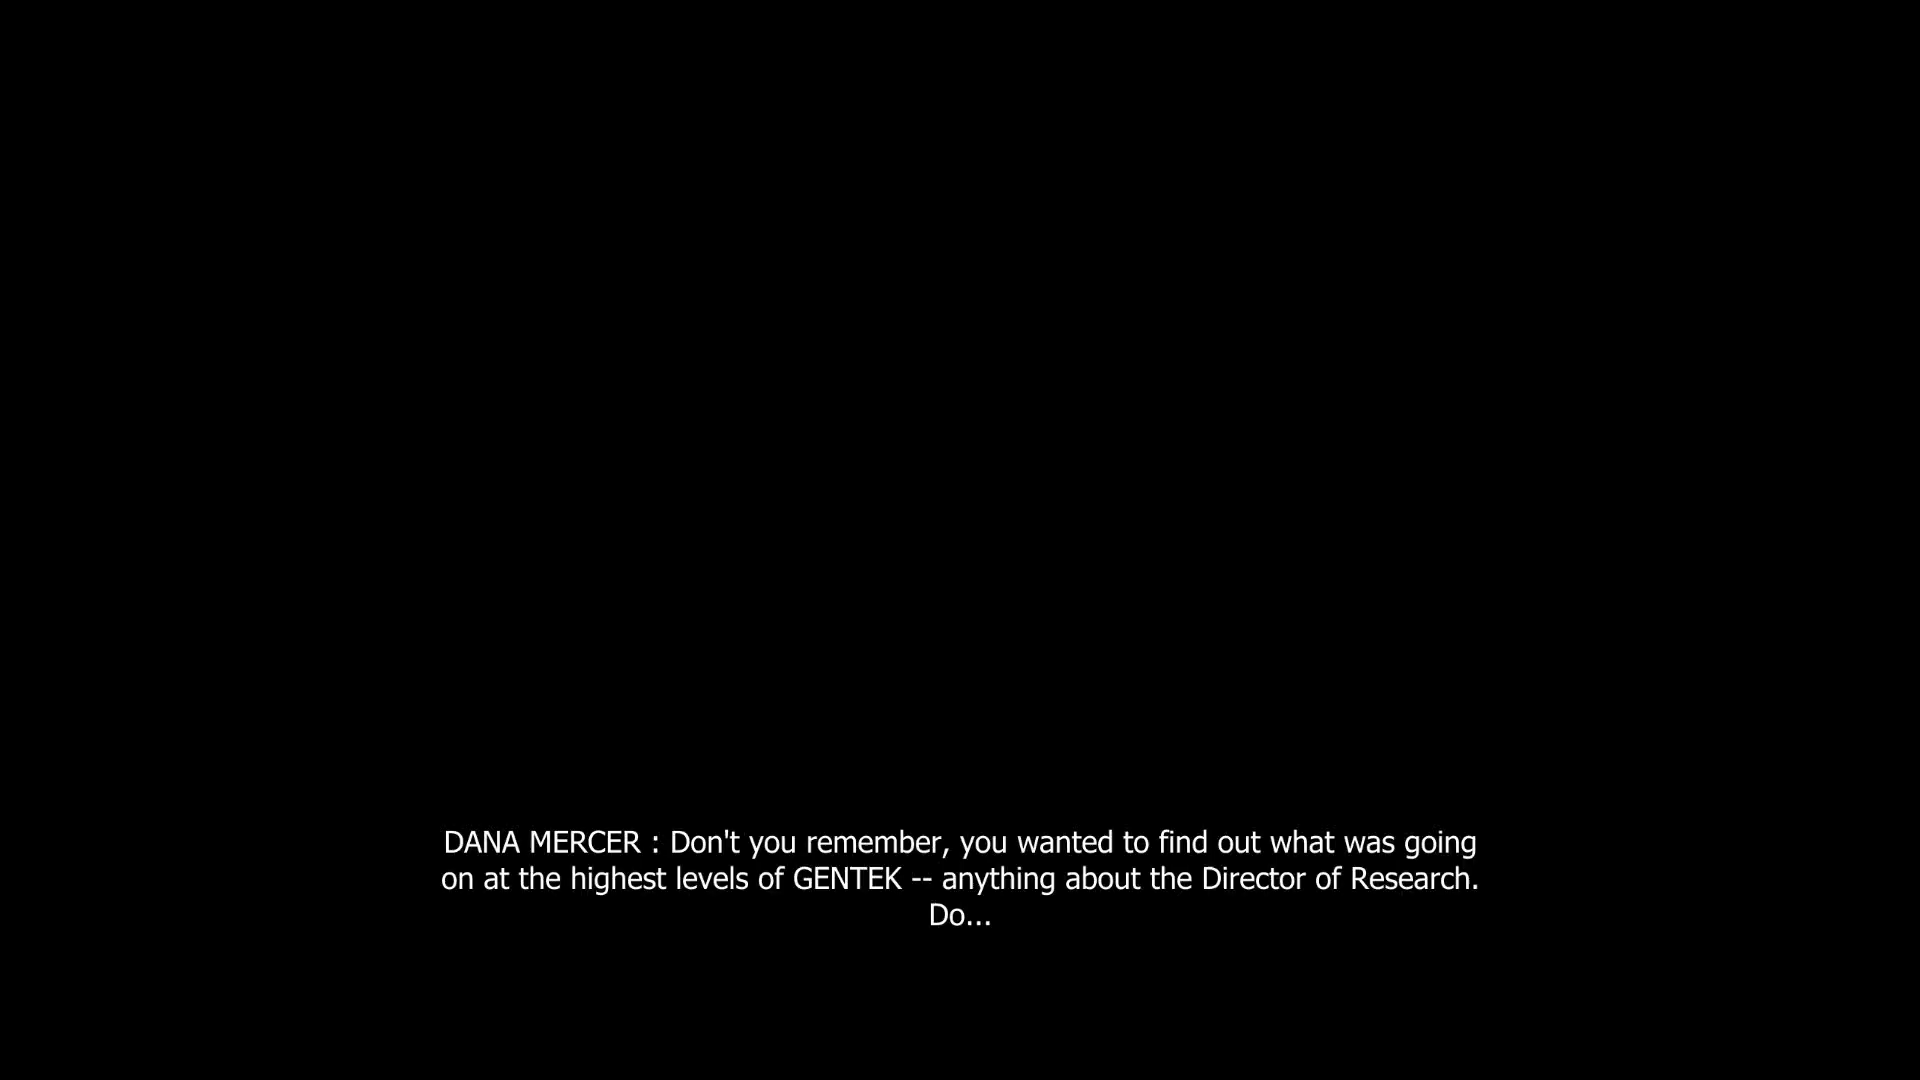 DANA MERCER : Don't you remember, you wanted to find out what was going
on at the highest levels of GENTEK -- anything about the Director of Research.
Do...